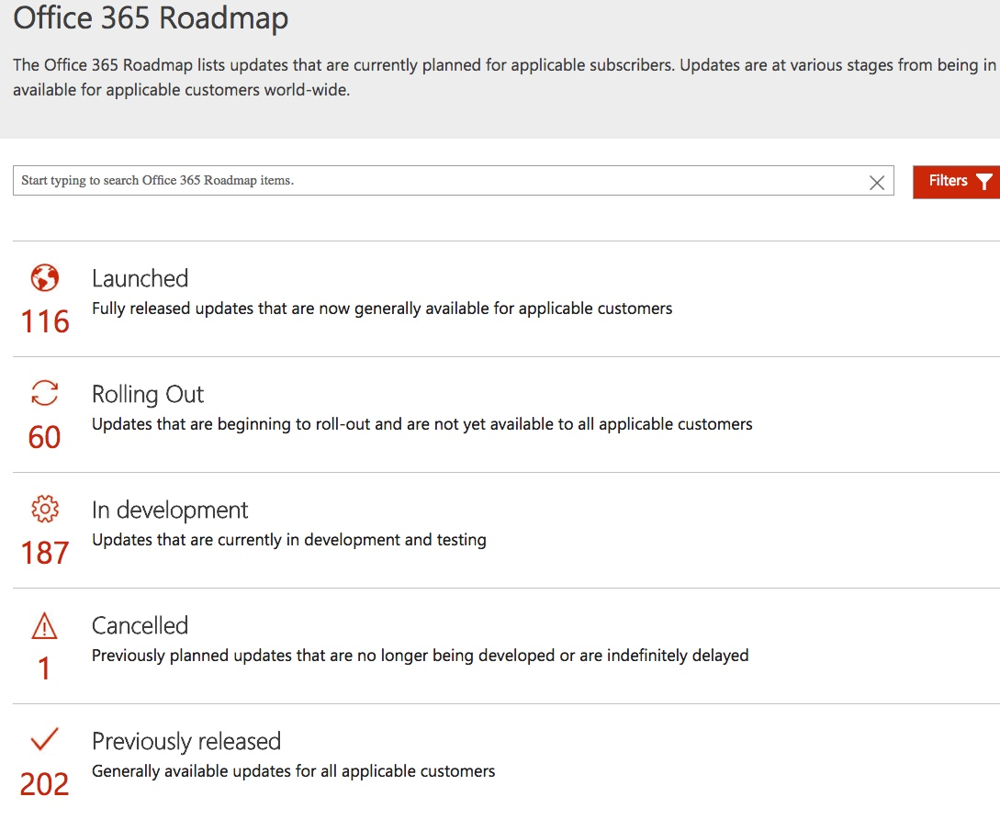 Office 365 Roadmap
The Office 365 Roadmap lists updates that are currently planned for applicable subscribers. Updates are at various stages from being in
available for applicable customers world-wide.
Start typing to search Office 365 Roadmap items.
Filters
Launched
Fully released updates that are now generally available for applicable customers
116
Rolling Out
Updates that are beginning to roll-out and are not yet available to all applicable customers
60
In development
Updates that are currently in development and testing
187
Cancelled
Previously planned updates that are no longer being developed or are indefinitely delayed
1
Previously released
Generally available updates for all applicable customers
202